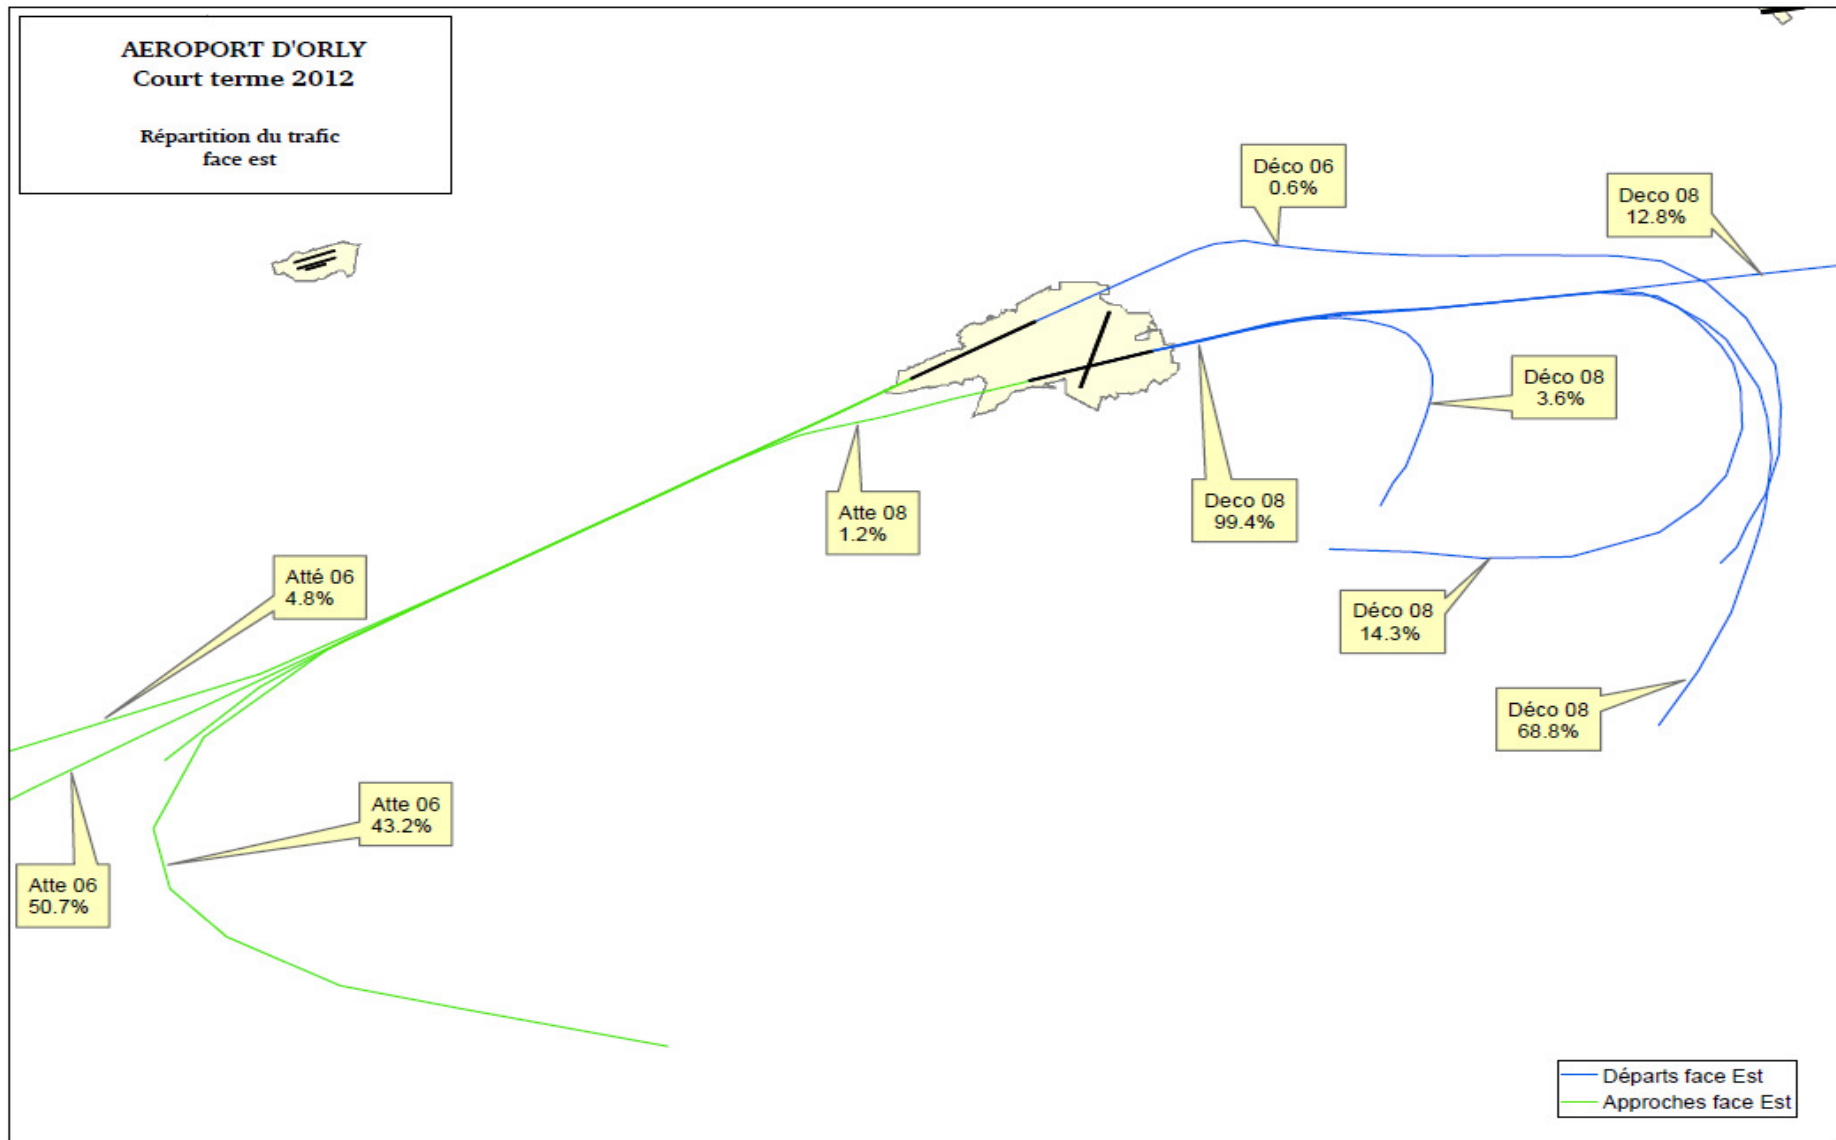 AEROPORT D'ORLY
Court terme 2012
Répartition du trafic
face est
Déco 06
0.6%
Deco 08
12.8%
Déco 08
3.6%
Deco 08
99.4%
Atte 08
1.2%
Atté 06
4.8%
Déco 08
14.3%
Déco 08
68.8%
Atte 06
43.2%
Atte 06
50.7%
Départs face Est
Approches face Est